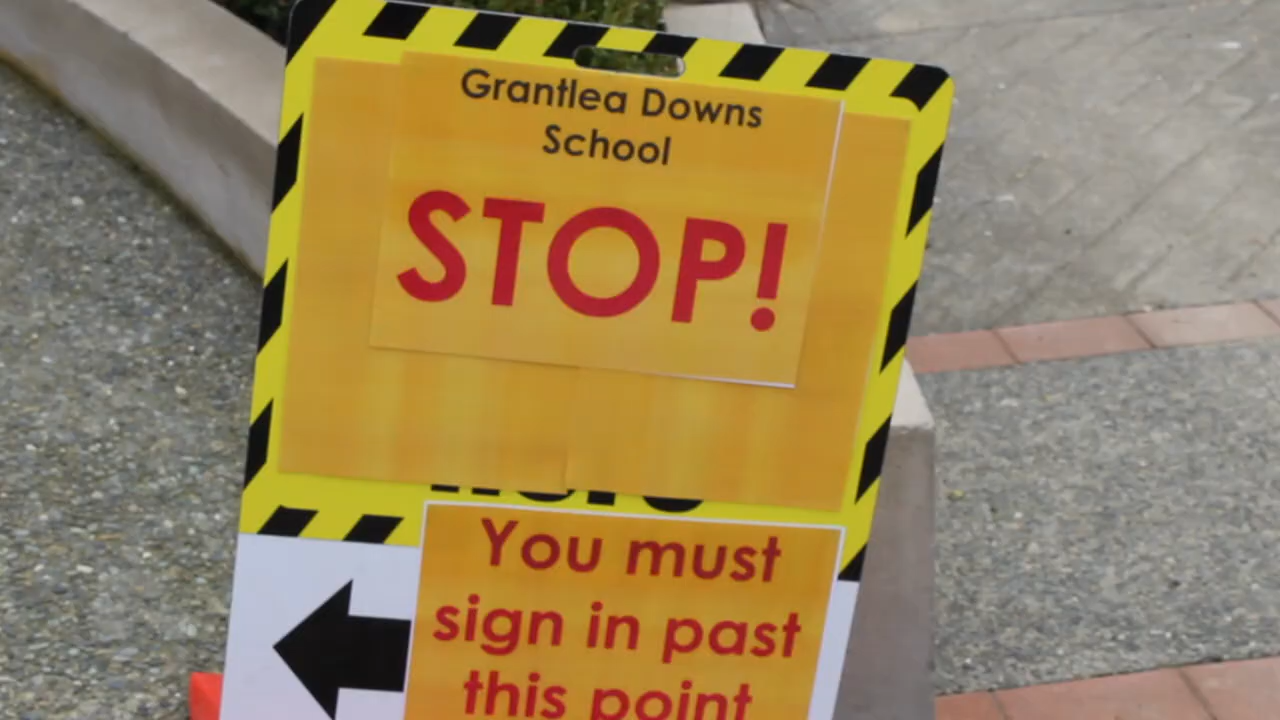 Grantlea Downs
School
STOP!
You must
sign in past
this point